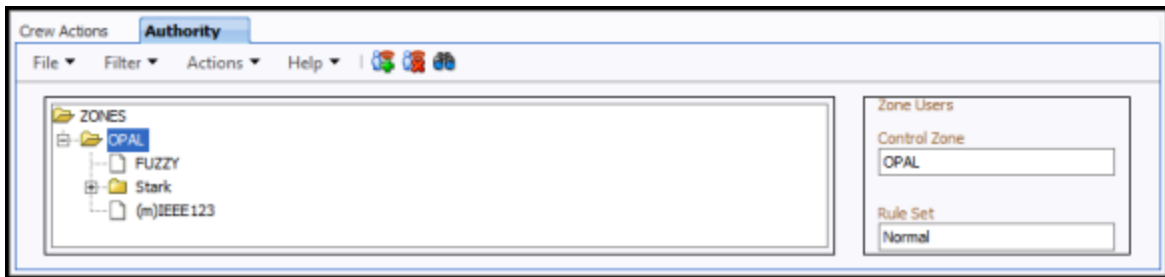 Crew Actions Authority
File Filter Actions Help
ZONES
OPAL
FUZZY
Stark
(m)IEEE123
Zone Users
Control Zone
OPAL
Rule Set
Normal